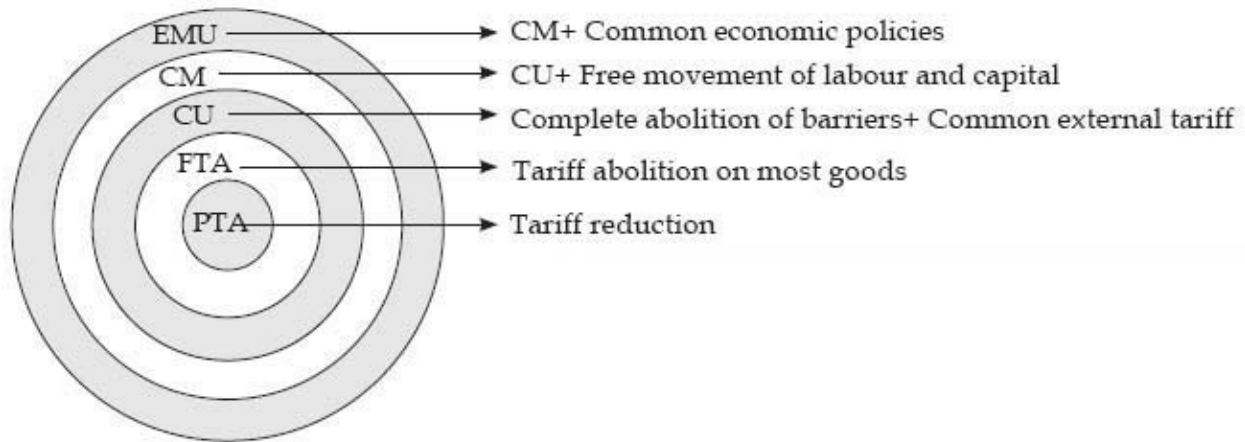 EMU CM+ Common economic policies
CM CU+ Free movement of labour and capital
CU Complete abolition of barriers+ Common external tariff
FTA Tariff abolition on most goods
PTA Tariff reduction